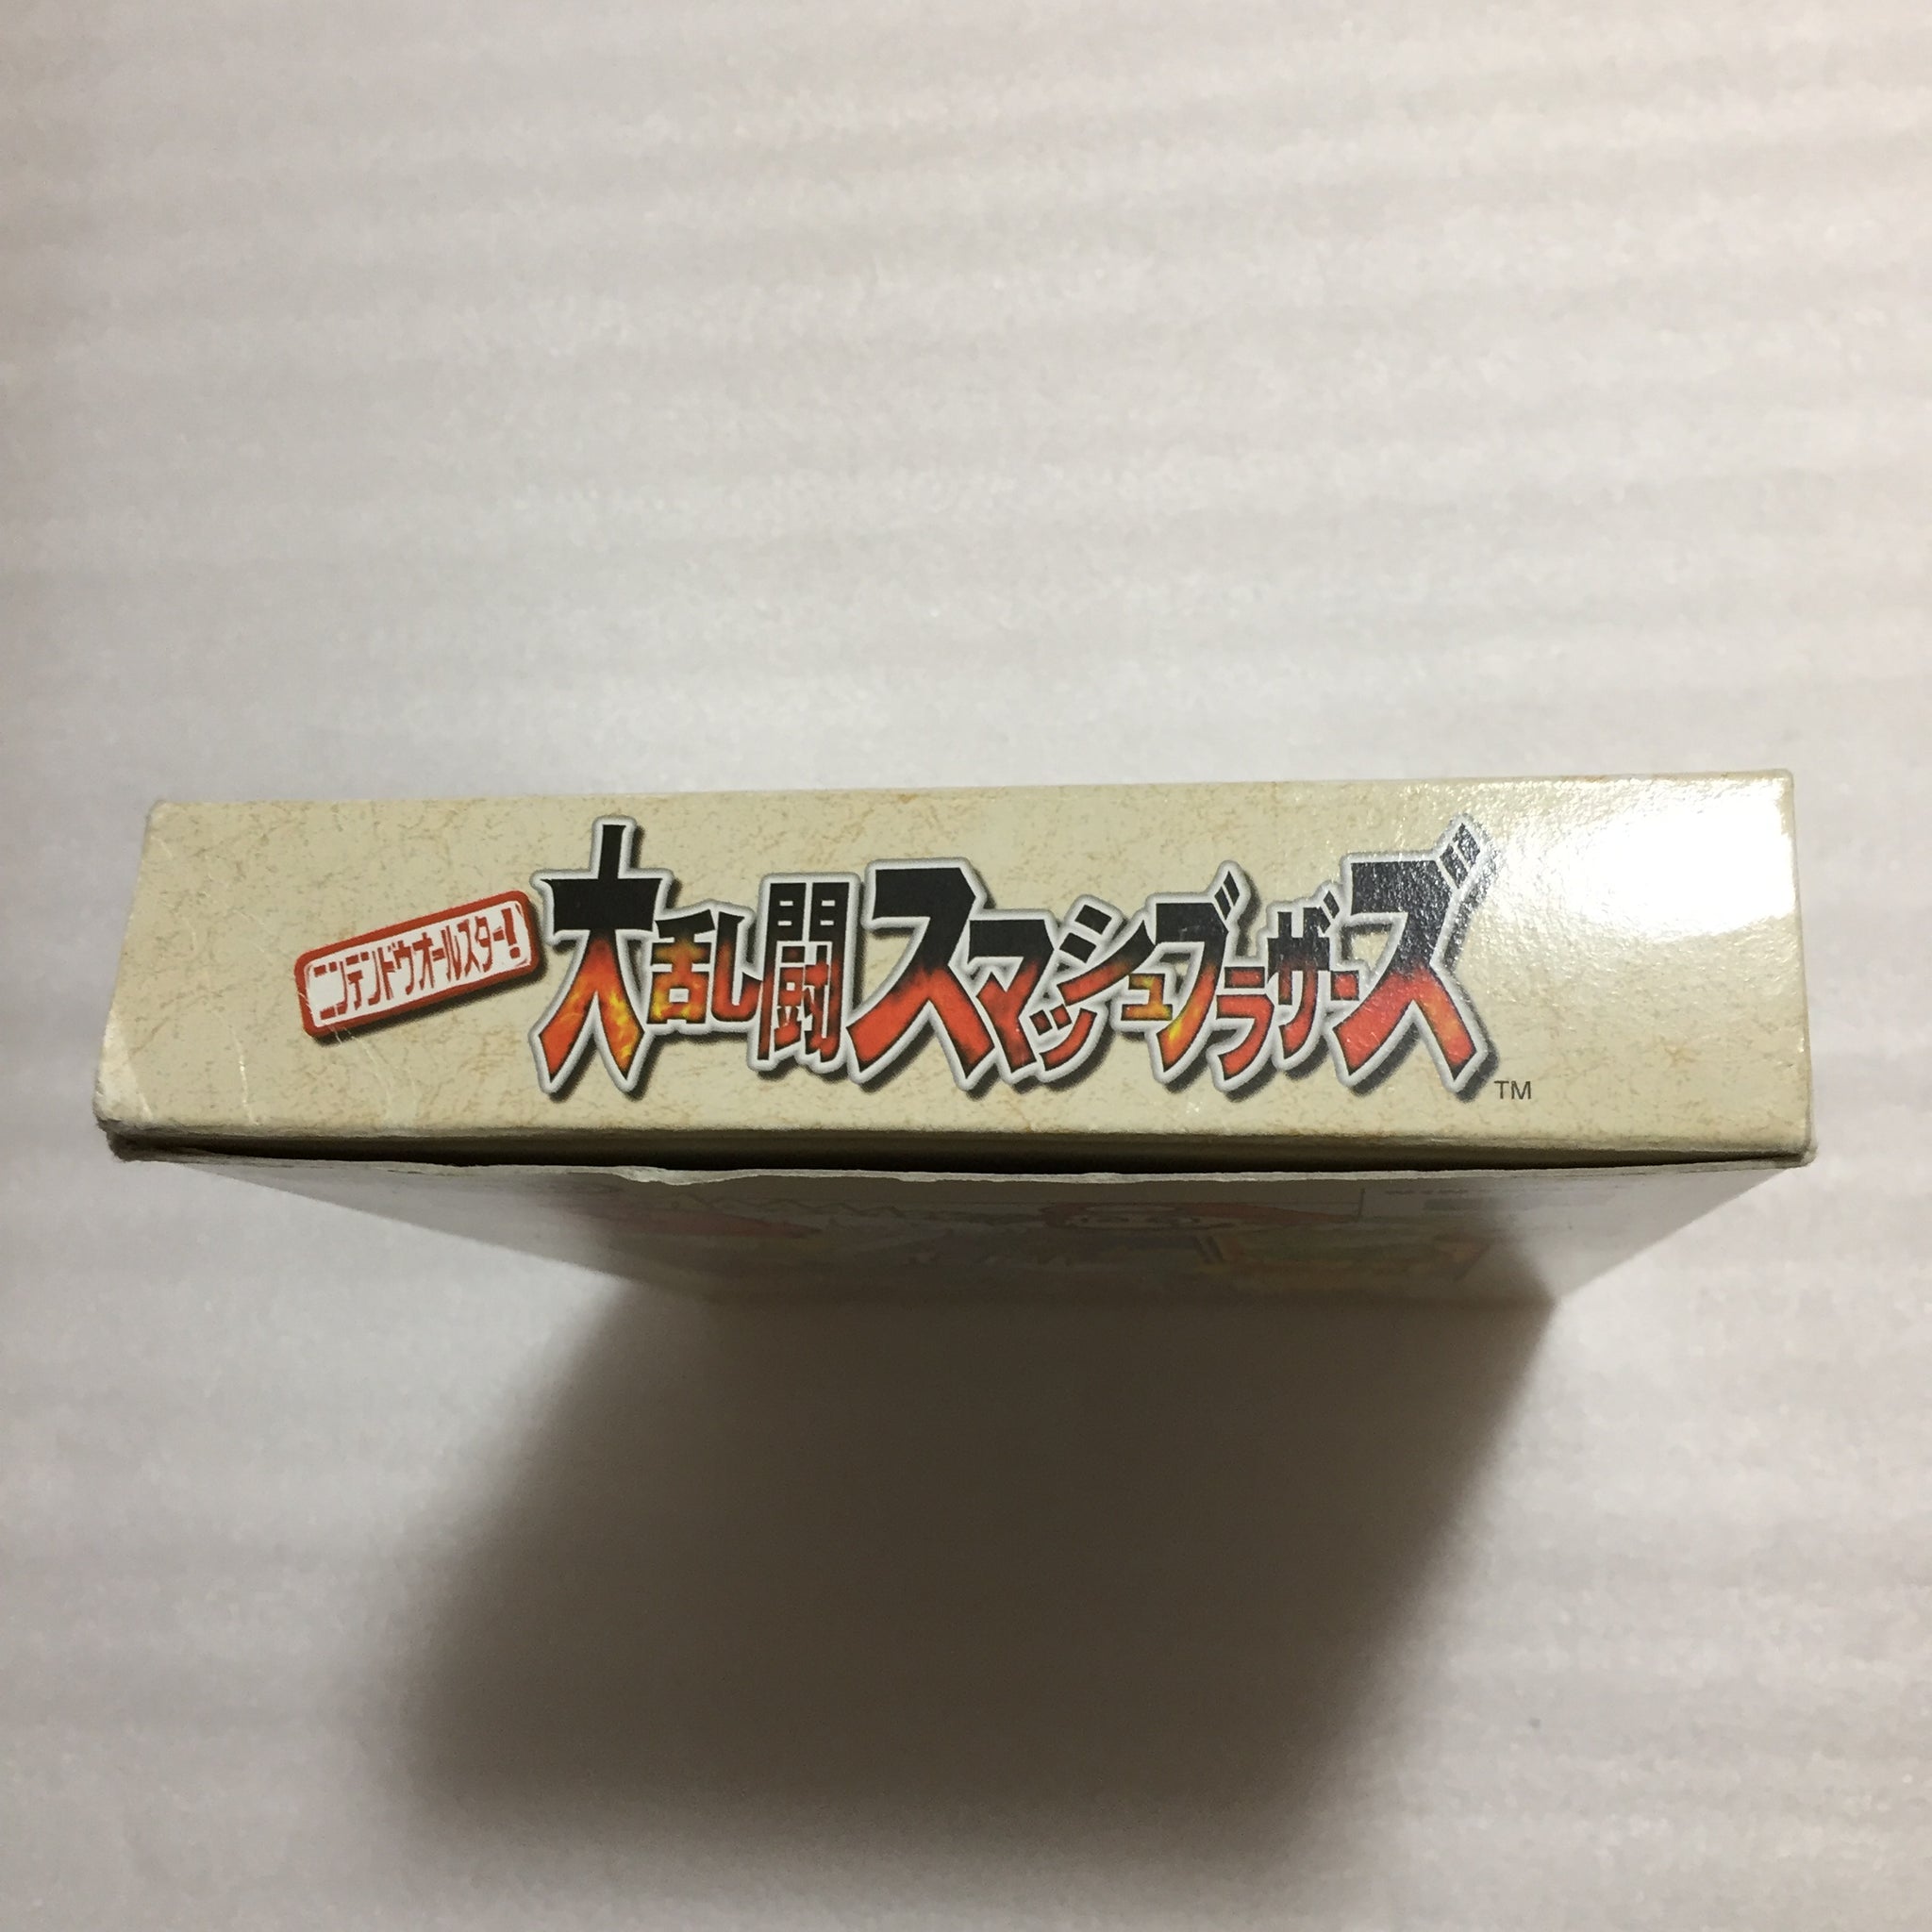 ニンテンドウオールスター!
大乱闘スマッシュブラザーズ
TM